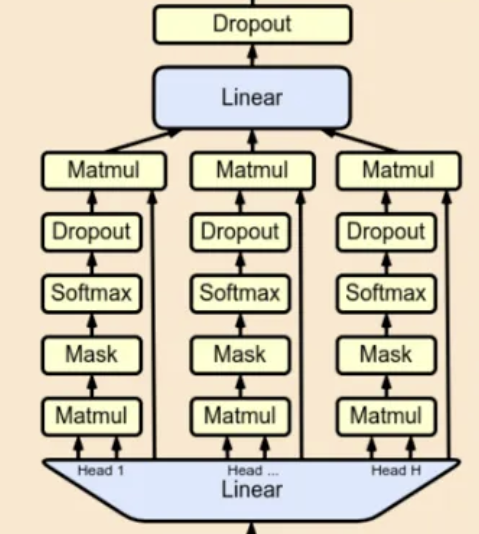 Dropout
Linear
Matmul Matmul Matmul
Dropout Dropout Dropout
Softmax Softmax Softmax
Mask Mask Mask
Matmul Matmul Matmul
Head 1 Head ... Head H
Linear